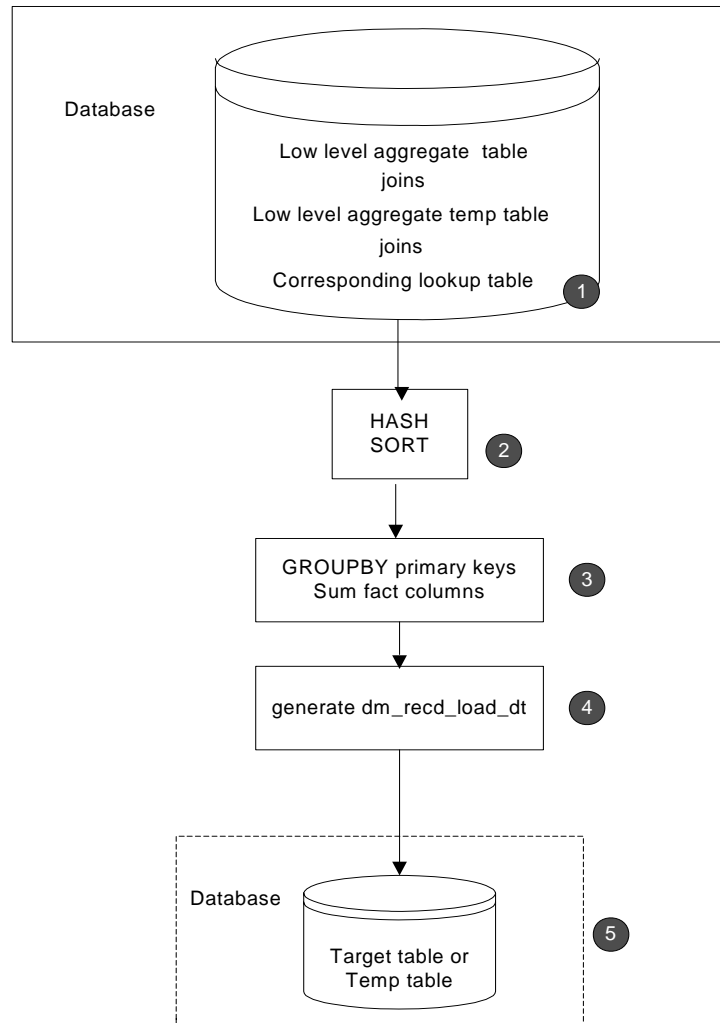 Database
Low level aggregate table
joins
Low level aggregate temp table
joins
Corresponding lookup table
1
HASH
SORT
2
GROUPBY primary keys
Sum fact columns
3
generate dm_recd_load_dt
4
Database
Target table or
Temp table
5